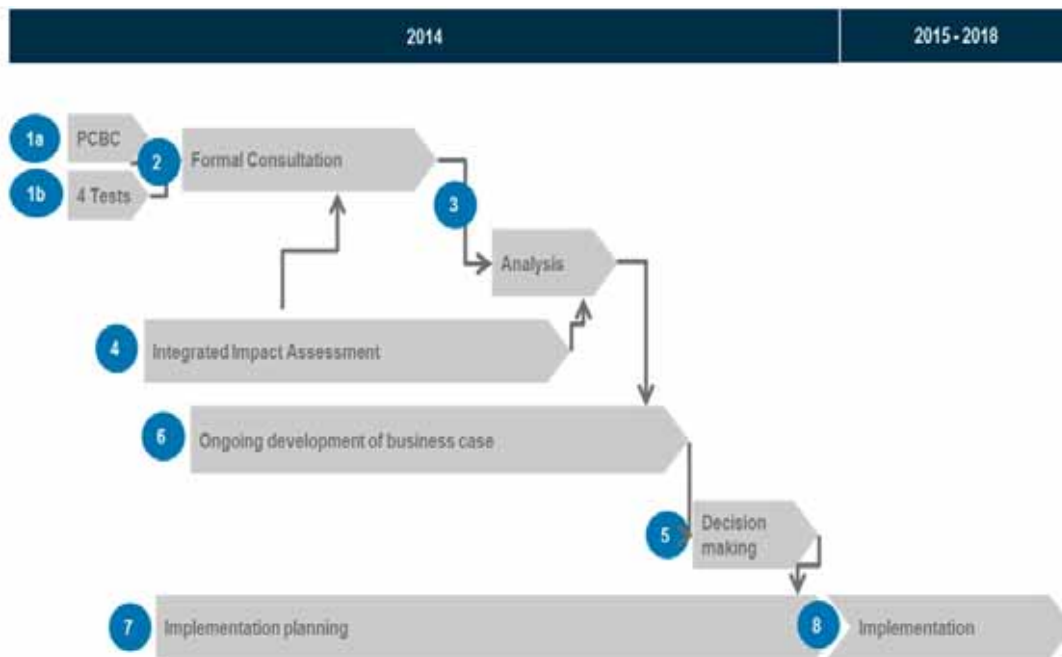 2014
2015 - 2018
1a
PCBC
1b
4 Tests
2
Formal Consultation
3
Analysis
4
Integrated Impact Assessment
6
Ongoing development of business case
5
Decision
making
7
Implementation planning
8
Implementation